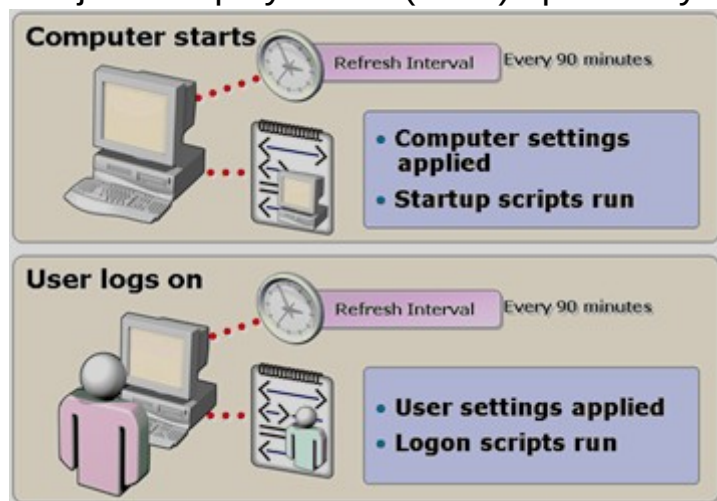 Computer starts
Refresh Interval Every 90 minutes
• Computer settings
applied
• Startup scripts run
User logs on
Refresh Interval Every 90 minutes
• User settings applied
• Logon scripts run